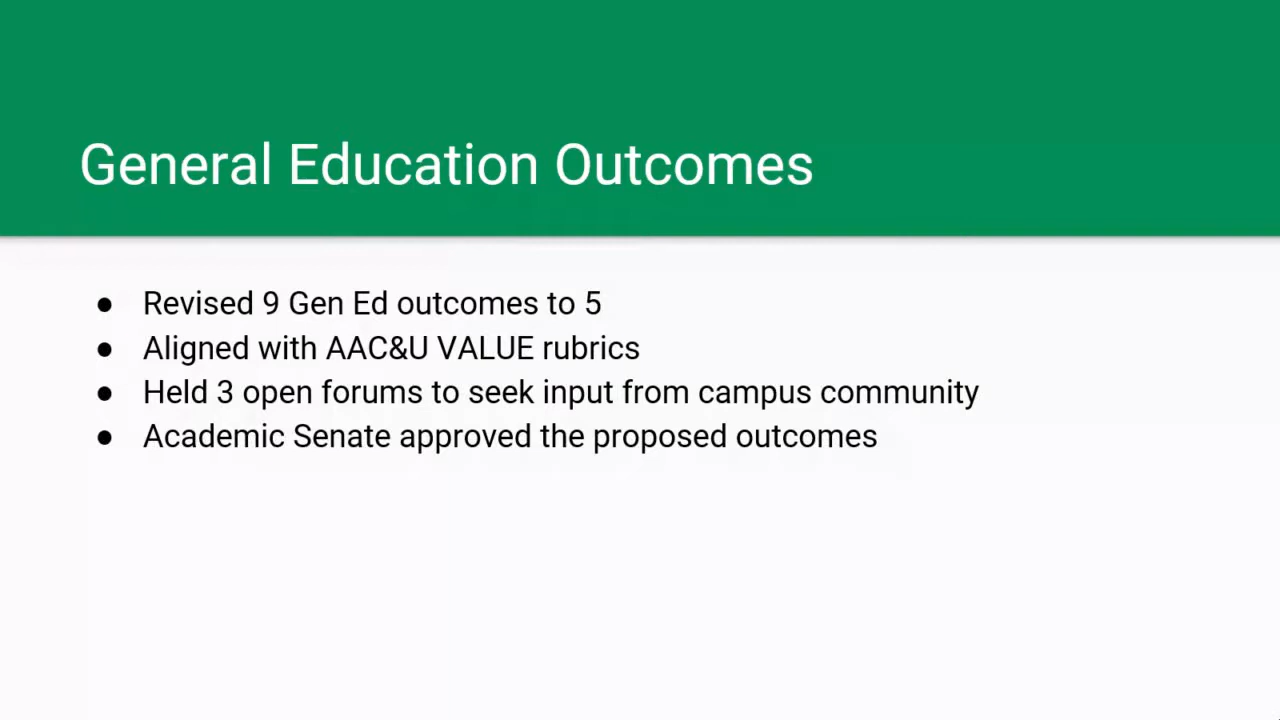 General Education Outcomes
● Revised 9 Gen Ed outcomes to 5
● Aligned with AAC&U VALUE rubrics
● Held 3 open forums to seek input from campus community
● Academic Senate approved the proposed outcomes